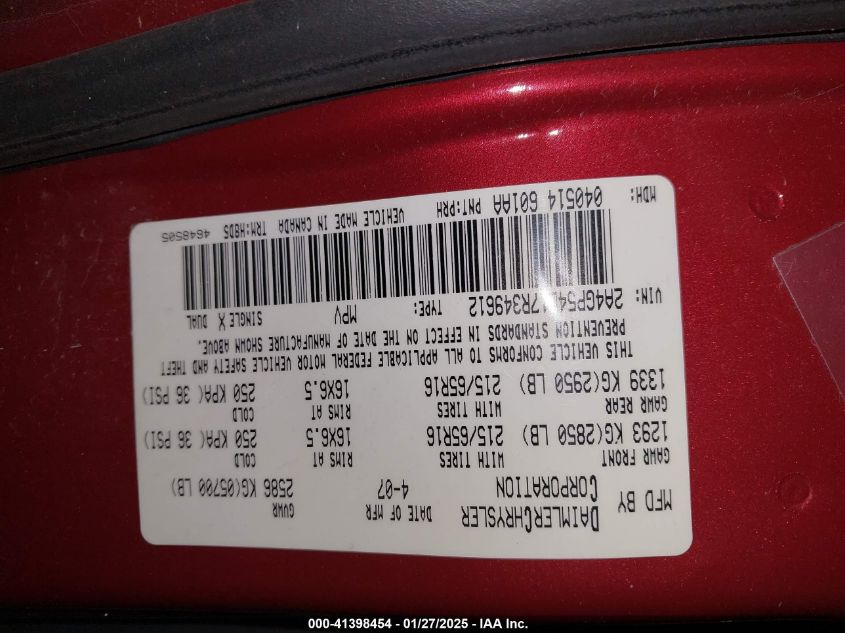 MFD BY DAIMLERCHRYSLER CORPORATION DATE OF MFR 4-07 GVWR 2586 KG(05700 LB)
GAWR FRONT WITH TIRES RIMS AT COLD
1293 KG(2850 LB) 215/65R16 16X6.5 250 KPA(36 PSI)
GAWR REAR WITH TIRES RIMS AT COLD
1339 KG(2950 LB) 215/65R16 16X6.5 250 KPA(36 PSI)
THIS VEHICLE CONFORMS TO ALL APPLICABLE FEDERAL MOTOR VEHICLE SAFETY AND THEFT
PREVENTION STANDARDS IN EFFECT ON THE DATE OF MANUFACTURE SHOWN ABOVE.
VIN: TYPE: MPV SINGLE X DUAL
MDH: 040514 601AA PNT:PRH VEHICLE MADE IN CANADA TRM:H9DS 4648505
000-41398454 - 01/27/2025 - IAA Inc.